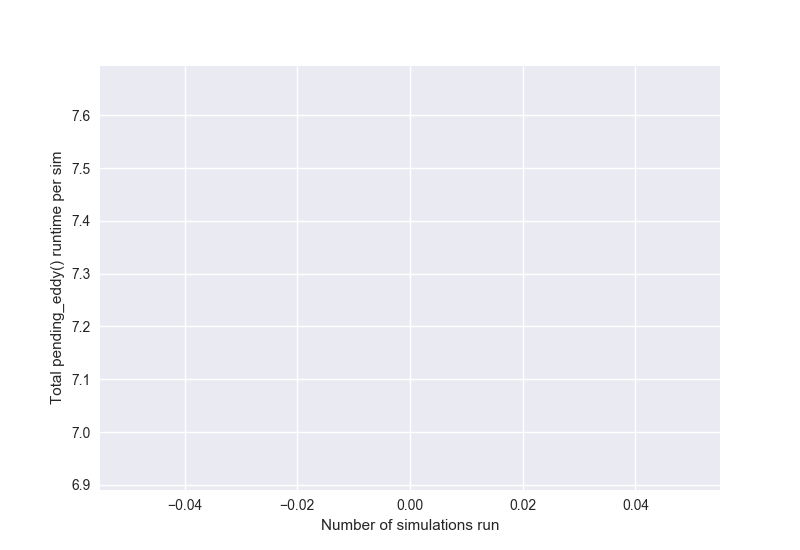 7.6
7.5
7.4
7.3
7.2
7.1
7.0
6.9
Total pending_eddy() runtime per sim
−0.04 −0.02 0.00 0.02 0.04
Number of simulations run